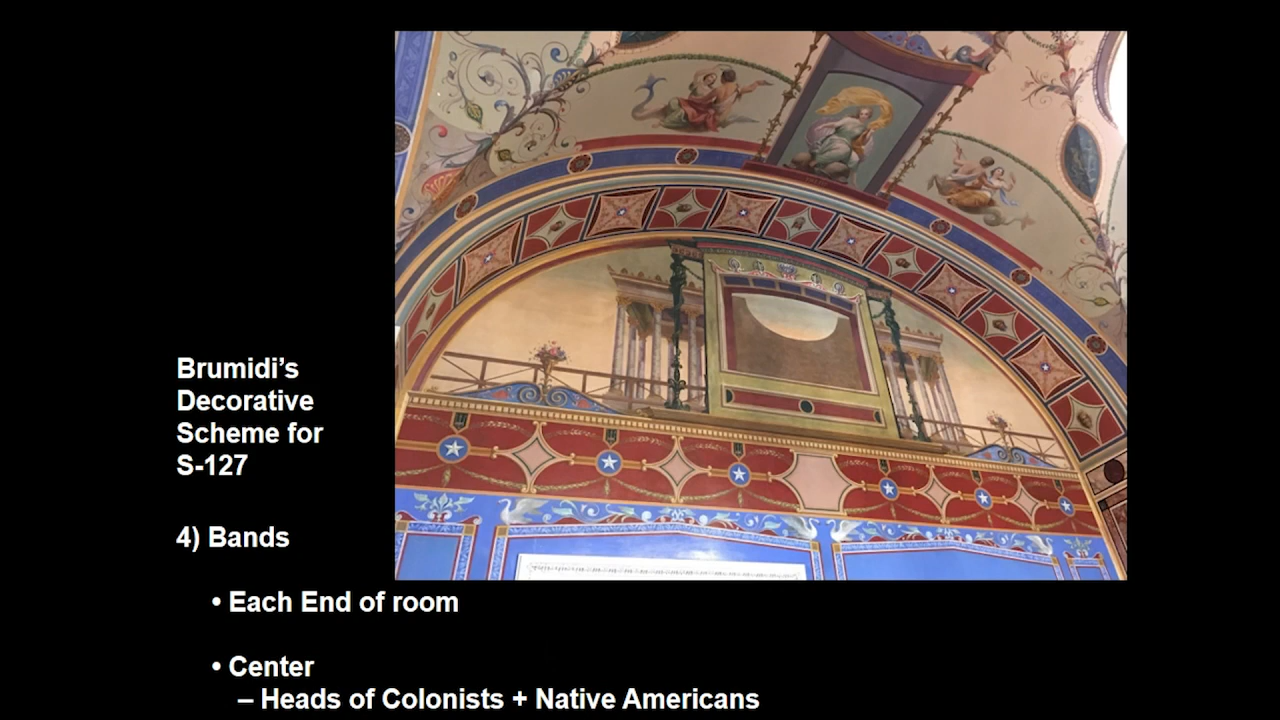 Brumidi’s
Decorative
Scheme for
S-127
4) Bands
• Each End of room
• Center
– Heads of Colonists + Native Americans